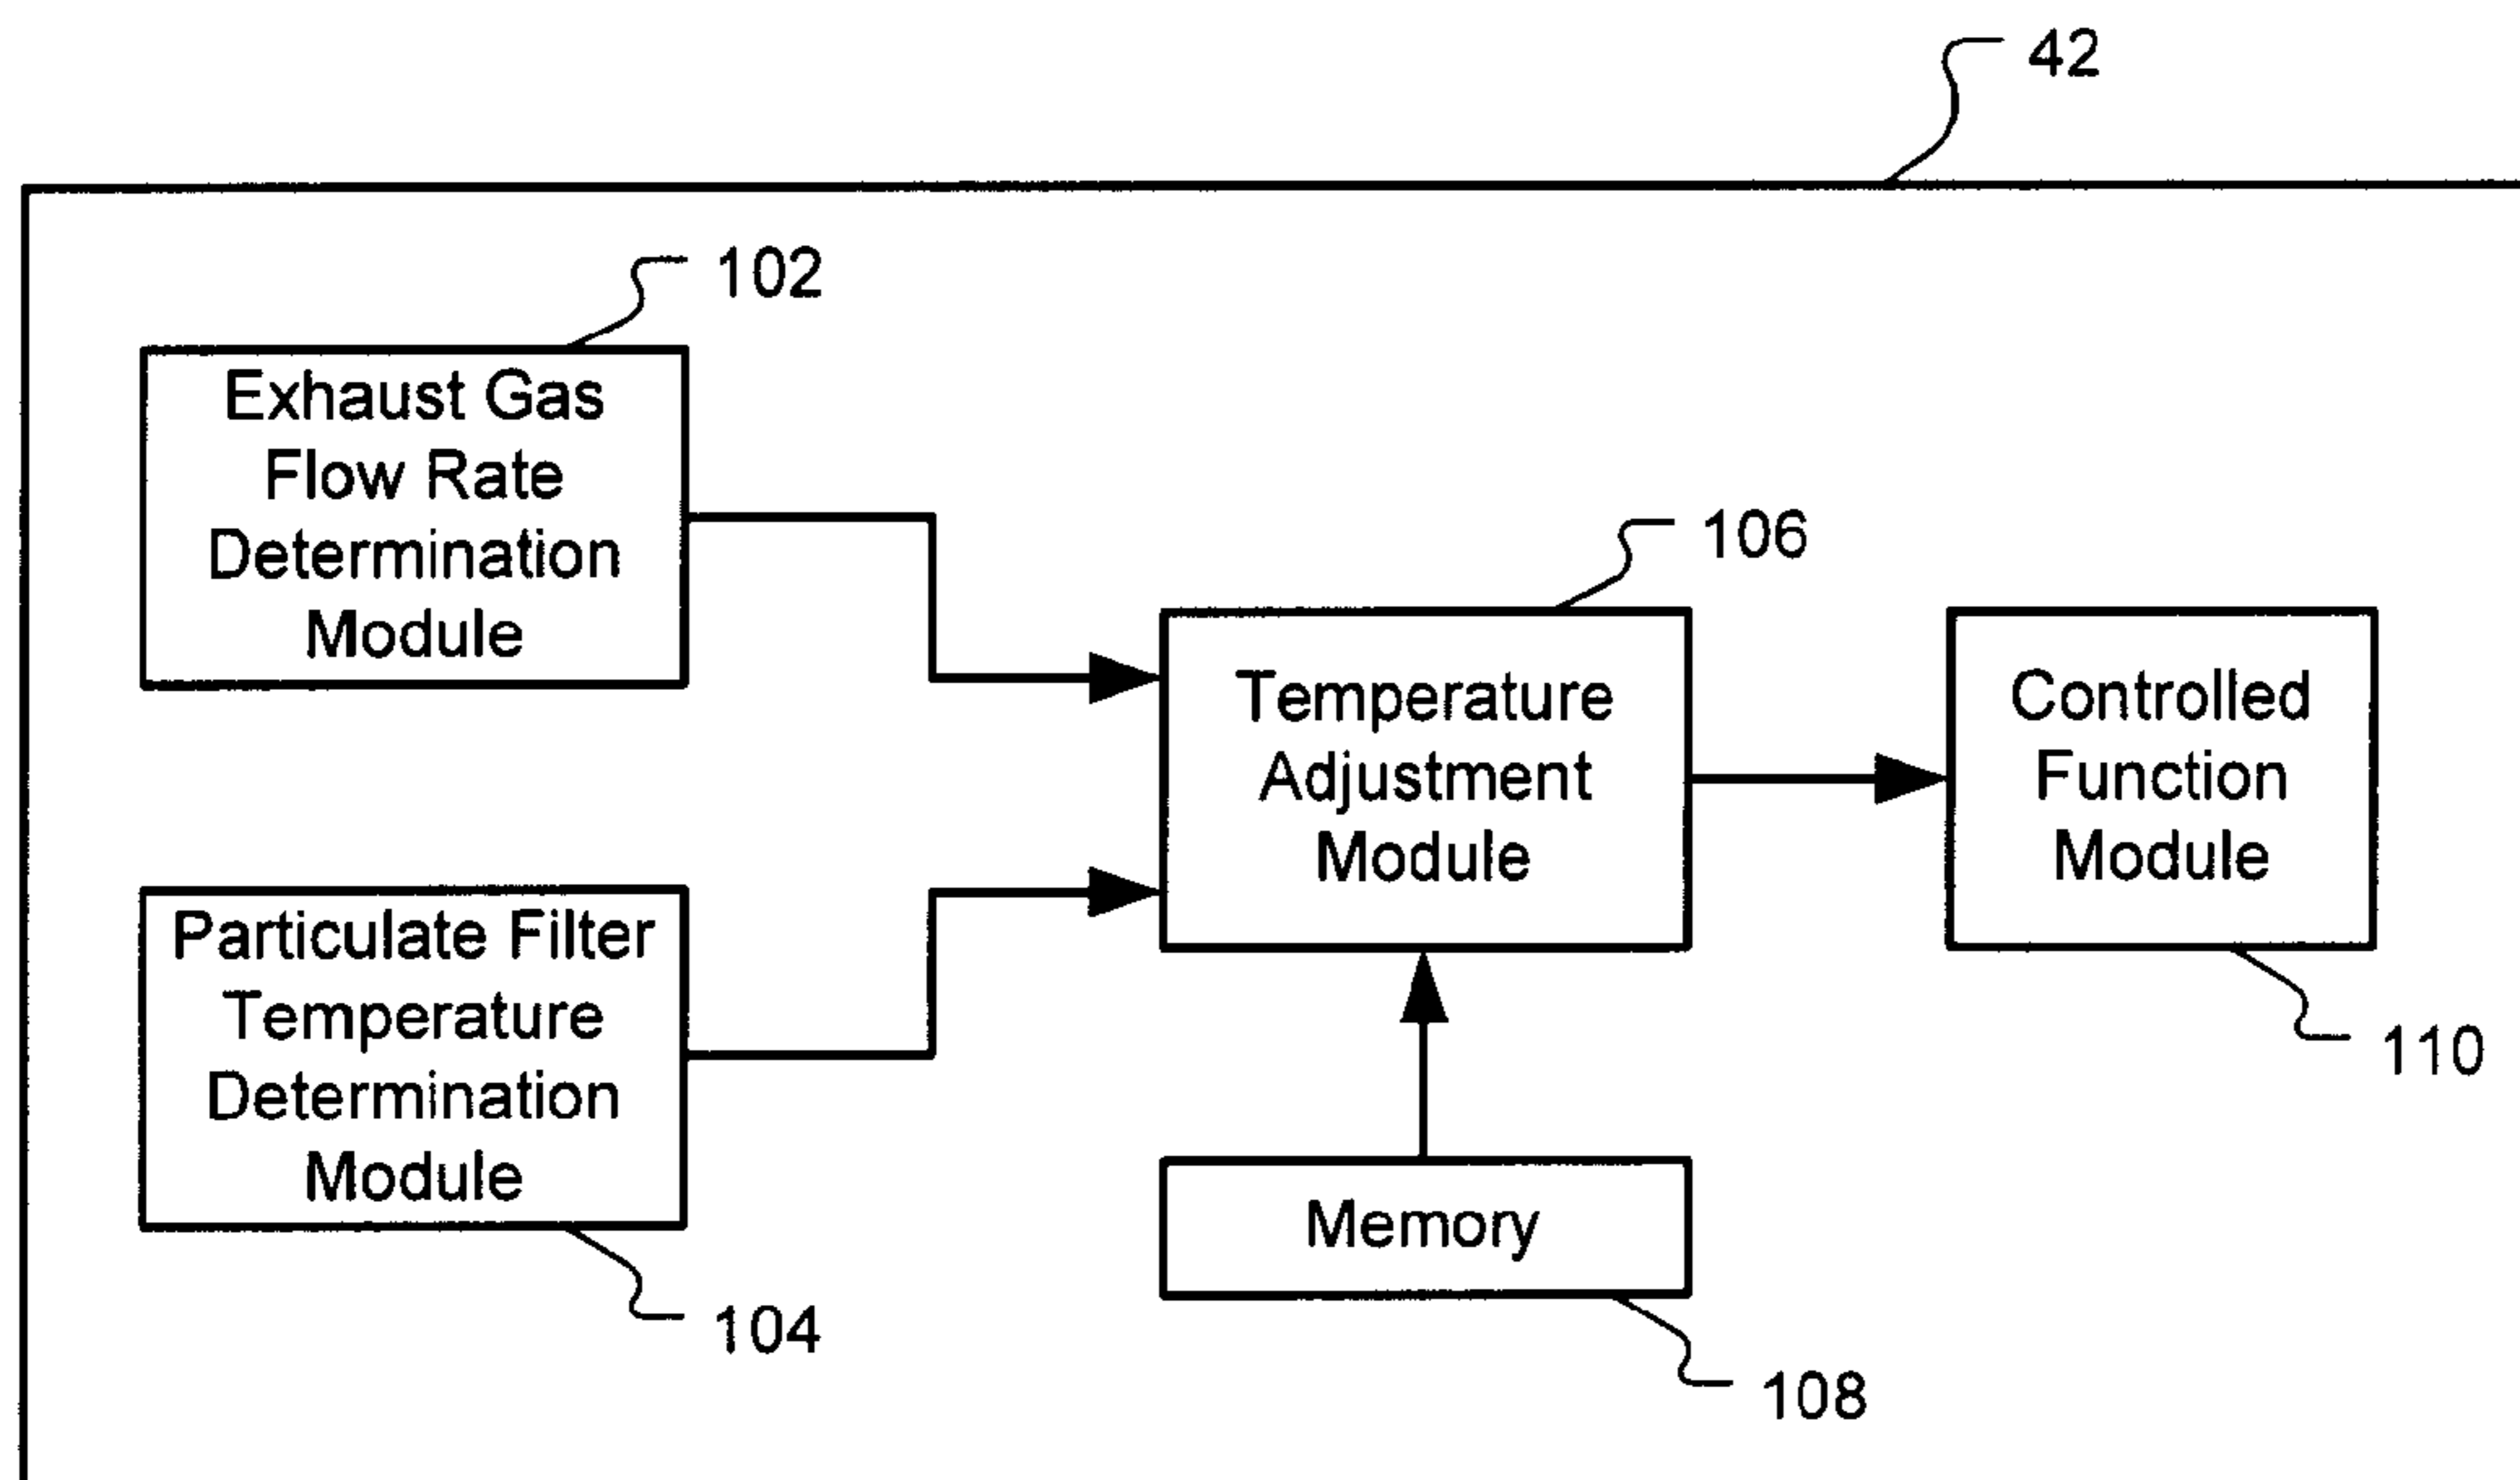 42
102
Exhaust Gas
Flow Rate
Determination
Module
106
Temperature
Adjustment
Module
Controlled
Function
Module
110
Particulate Filter
Temperature
Determination
Module
104
Memory
108